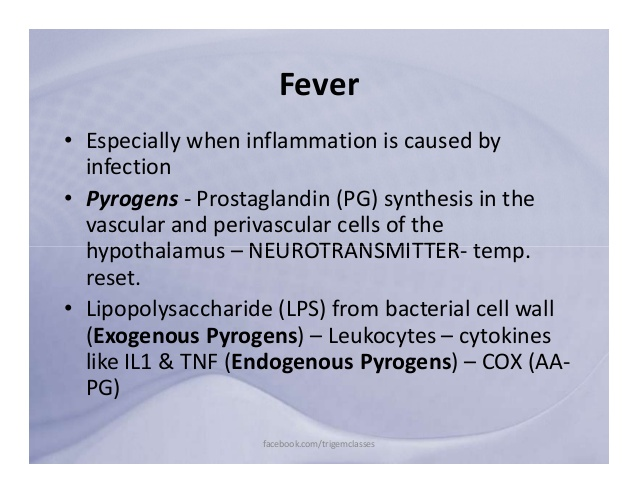 Fever
• Especially when inflammation is caused by
infection
• Pyrogens - Prostaglandin (PG) synthesis in the
vascular and perivascular cells of the
hypothalamus – NEUROTRANSMITTER- temp.
reset.
• Lipopolysaccharide (LPS) from bacterial cell wall
(Exogenous Pyrogens) – Leukocytes – cytokines
like IL1 & TNF (Endogenous Pyrogens) – COX (AA-
PG)
facebook.com/trigemclasses